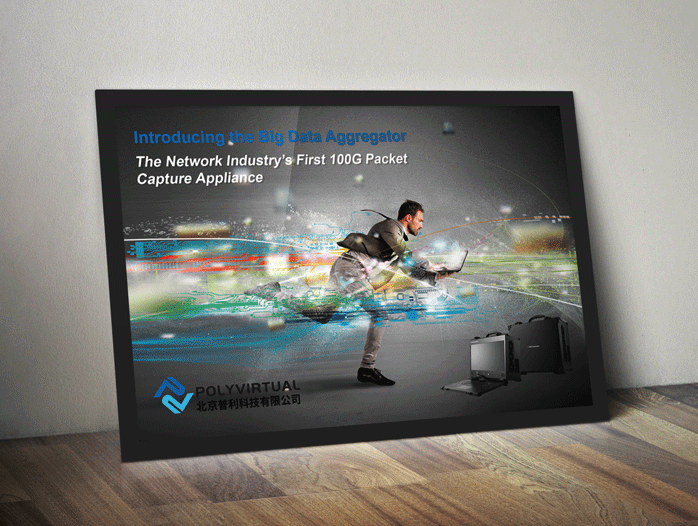 Introducing the Big Data Aggregator
The Network Industry's First 100G Packet
Capture Appliance
POLYVIRTUAL
北京普利科技有限公司